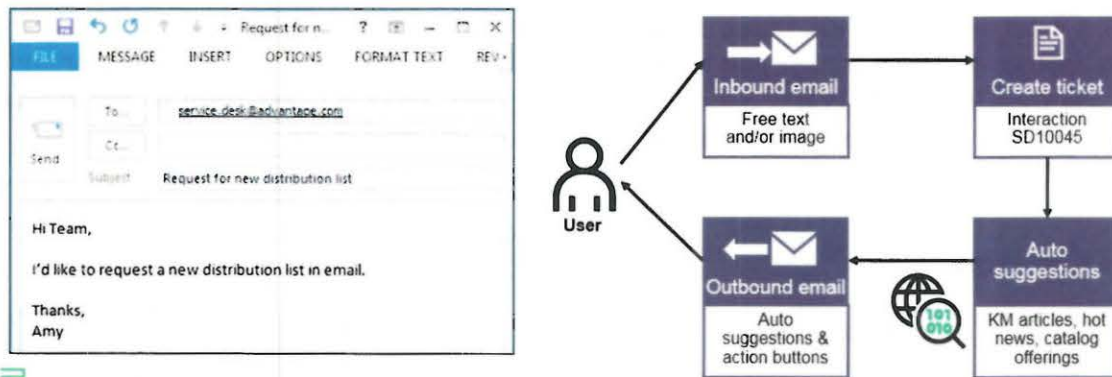 Request for n...
?
FILE MESSAGE INSERT OPTIONS FORMAT TEXT REV
Send
To...
service.desk@advantage.com
Cc...
Subject Request for new distribution list
Hi Team,
I'd like to request a new distribution list in email.
Thanks,
Amy
User
Inbound email
Free text
and/or image
Create ticket
Interaction
SD10045
Auto
suggestions
KM articles, hot
news, catalog
offerings
101
010
Outbound email
Auto
suggestions &
action buttons